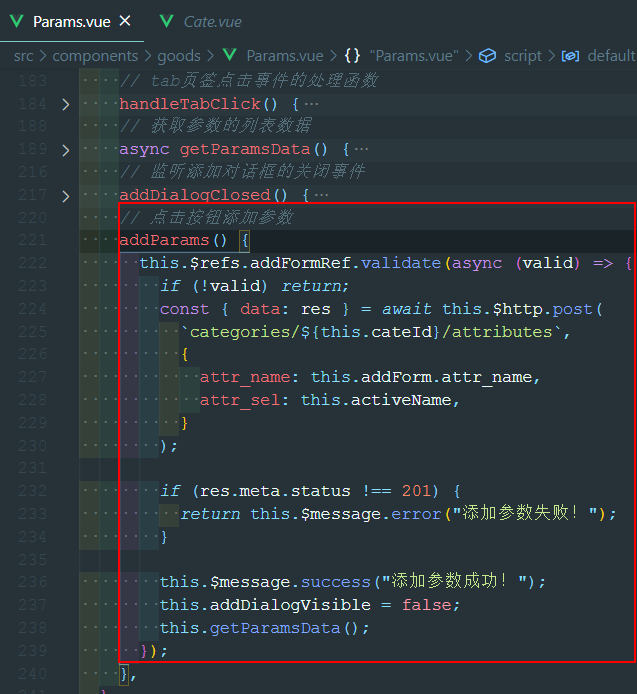 Params.vue × Cate.vue
src > components > goods > Params.vue > {} "Params.vue" > script > default
183 // tab页签点击事件的处理函数
184 > handleTabClick() { ⋯
188 // 获取参数的列表数据
189 > async getParamsData() { ⋯
216 // 监听添加对话框的关闭事件
217 > addDialogClosed() { ⋯
220 // 点击按钮添加参数
221 addParams() {
222 this.$refs.addFormRef.validate(async (valid) => {
223 if (!valid) return;
224 const { data: res } = await this.$http.post(
225 `categories/${this.cateId}/attributes`,
226 {
227 attr_name: this.addForm.attr_name,
228 attr_sel: this.activeName,
229 }
230 );
231
232 if (res.meta.status !== 201) {
233 return this.$message.error("添加参数失败！");
234 }
235
236 this.$message.success("添加参数成功！");
237 this.addDialogVisible = false;
238 this.getParamsData();
239 });
240 },